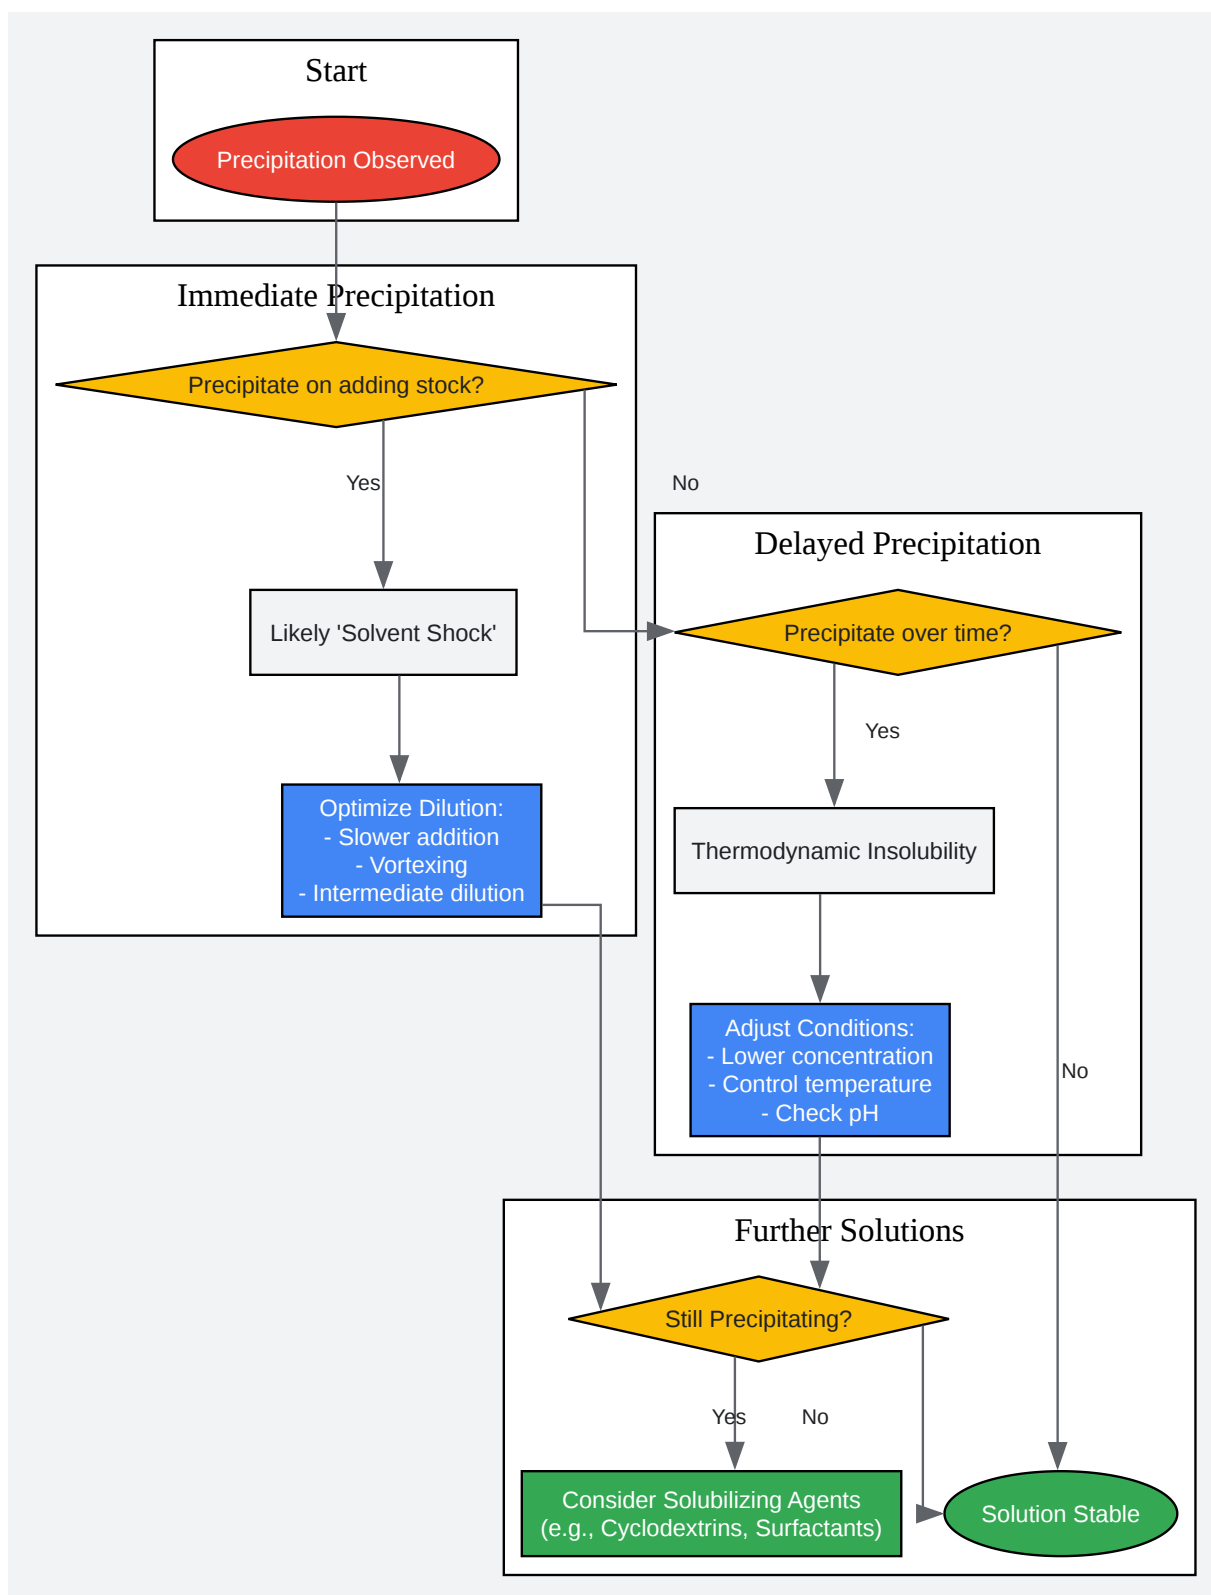 Start
Precipitation Observed
Immediate Precipitation
Precipitate on adding stock?
Yes
No
Likely 'Solvent Shock'
Optimize Dilution:
- Slower addition
- Vortexing
- Intermediate dilution
Delayed Precipitation
Precipitate over time?
Yes
Thermodynamic Insolubility
Adjust Conditions:
- Lower concentration
- Control temperature
- Check pH
No
Further Solutions
Still Precipitating?
Yes
No
Consider Solubilizing Agents
(e.g., Cyclodextrins, Surfactants)
Solution Stable